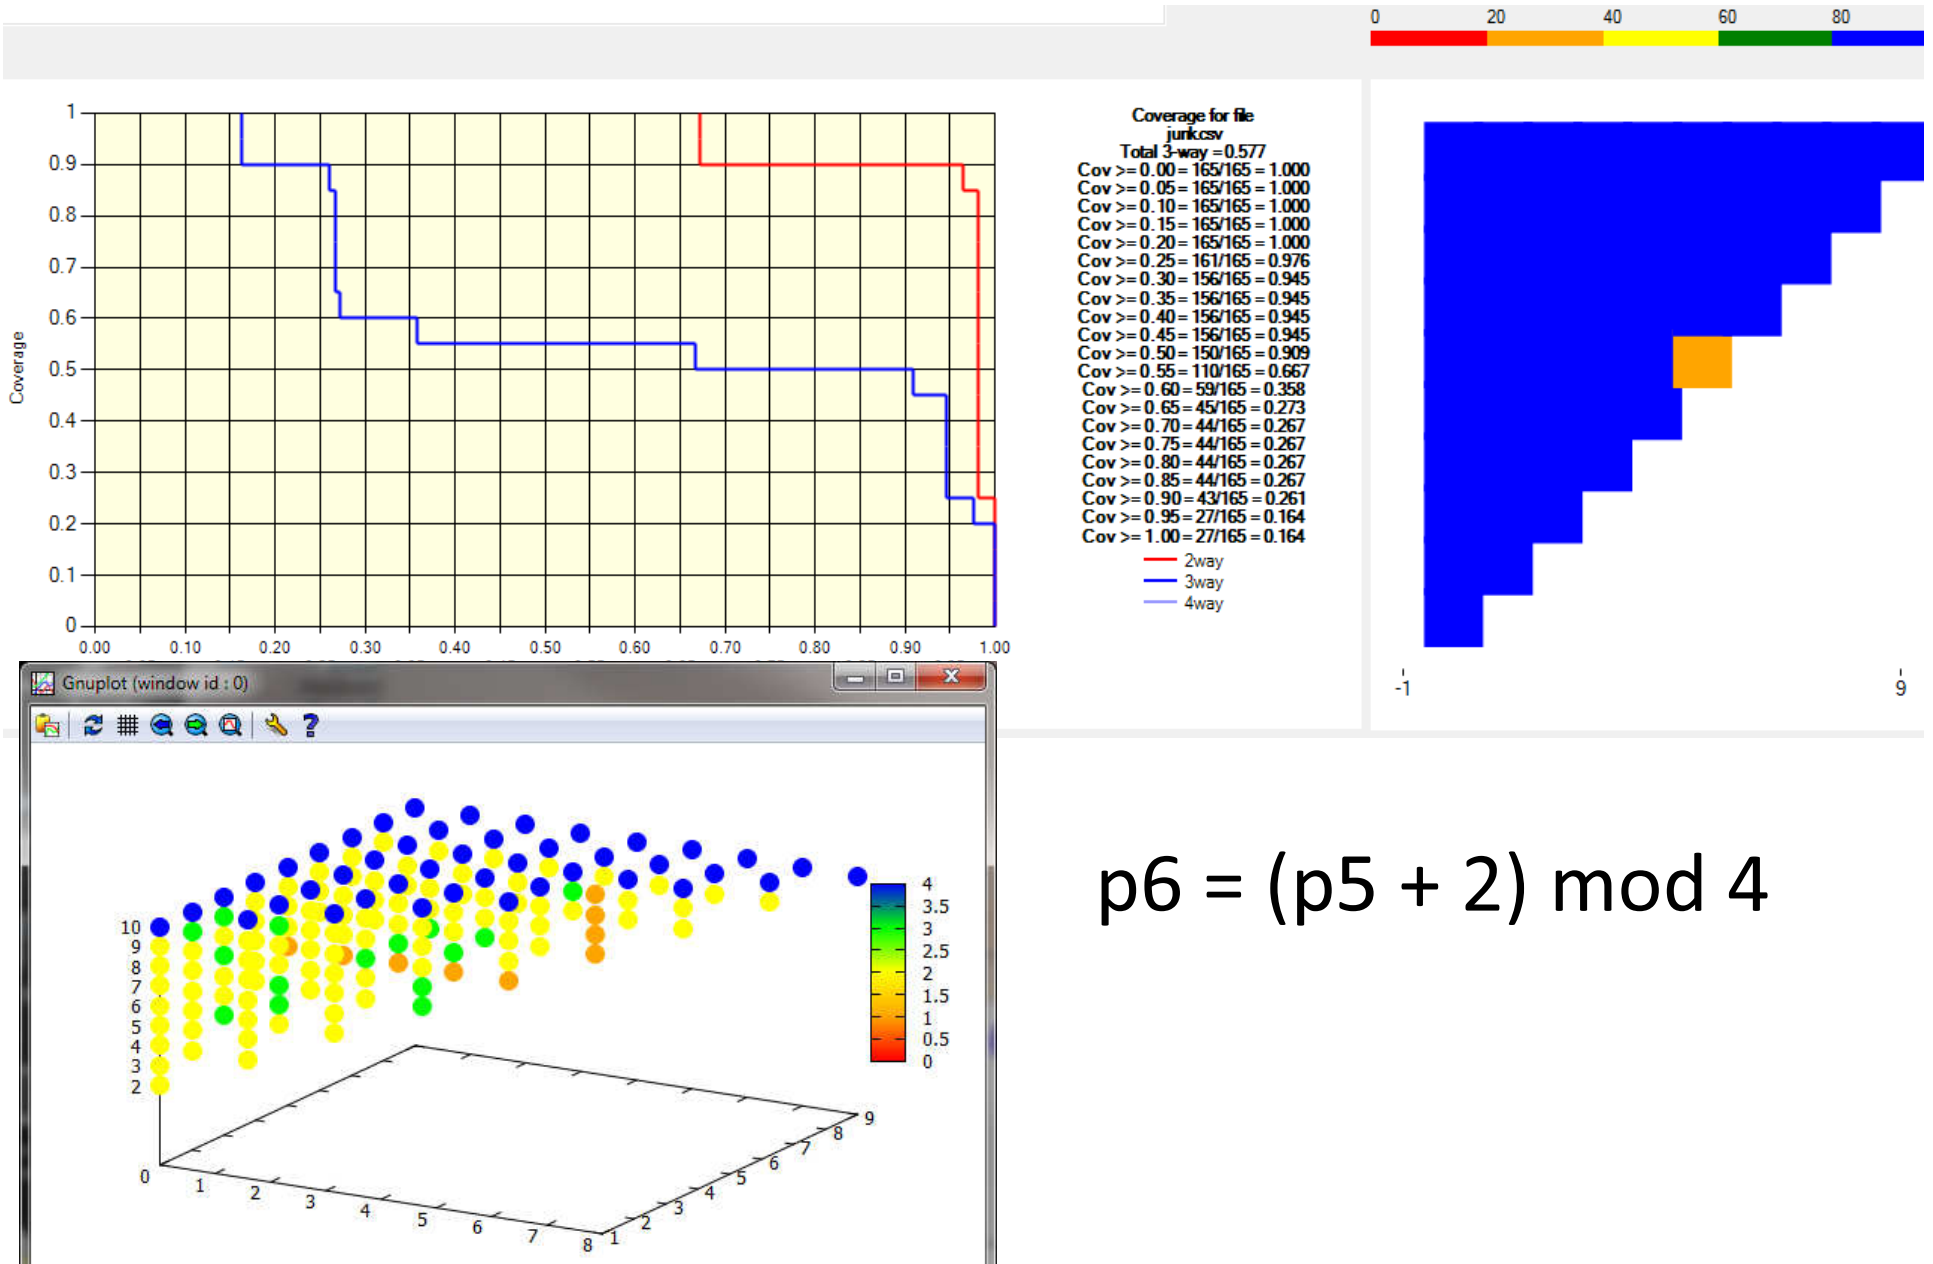 0 20 40 60 80
Coverage
1
0.9
0.8
0.7
0.6
0.5
0.4
0.3
0.2
0.1
0
0.00 0.10 0.20 0.30 0.40 0.50 0.60 0.70 0.80 0.90 1.00
Coverage for file
junk.csv
Total 3-way = 0.577
Cov >= 0.00 = 165/165 = 1.000
Cov >= 0.05 = 165/165 = 1.000
Cov >= 0.10 = 165/165 = 1.000
Cov >= 0.15 = 165/165 = 1.000
Cov >= 0.20 = 165/165 = 1.000
Cov >= 0.25 = 161/165 = 0.976
Cov >= 0.30 = 156/165 = 0.945
Cov >= 0.35 = 156/165 = 0.945
Cov >= 0.40 = 156/165 = 0.945
Cov >= 0.45 = 156/165 = 0.945
Cov >= 0.50 = 150/165 = 0.909
Cov >= 0.55 = 110/165 = 0.667
Cov >= 0.60 = 59/165 = 0.358
Cov >= 0.65 = 45/165 = 0.273
Cov >= 0.70 = 44/165 = 0.267
Cov >= 0.75 = 44/165 = 0.267
Cov >= 0.80 = 44/165 = 0.267
Cov >= 0.85 = 44/165 = 0.267
Cov >= 0.90 = 43/165 = 0.261
Cov >= 0.95 = 27/165 = 0.164
Cov >= 1.00 = 27/165 = 0.164
2way
3way
4way
-1 9
Gnuplot (window id : 0)
10
9
8
7
6
5
4
3
2
0 1 2 3 4 5 6 7 8
1 2 3 4 5 6 7 8 9
4
3.5
3
2.5
2
1.5
1
0.5
0
p6 = (p5 + 2) mod 4